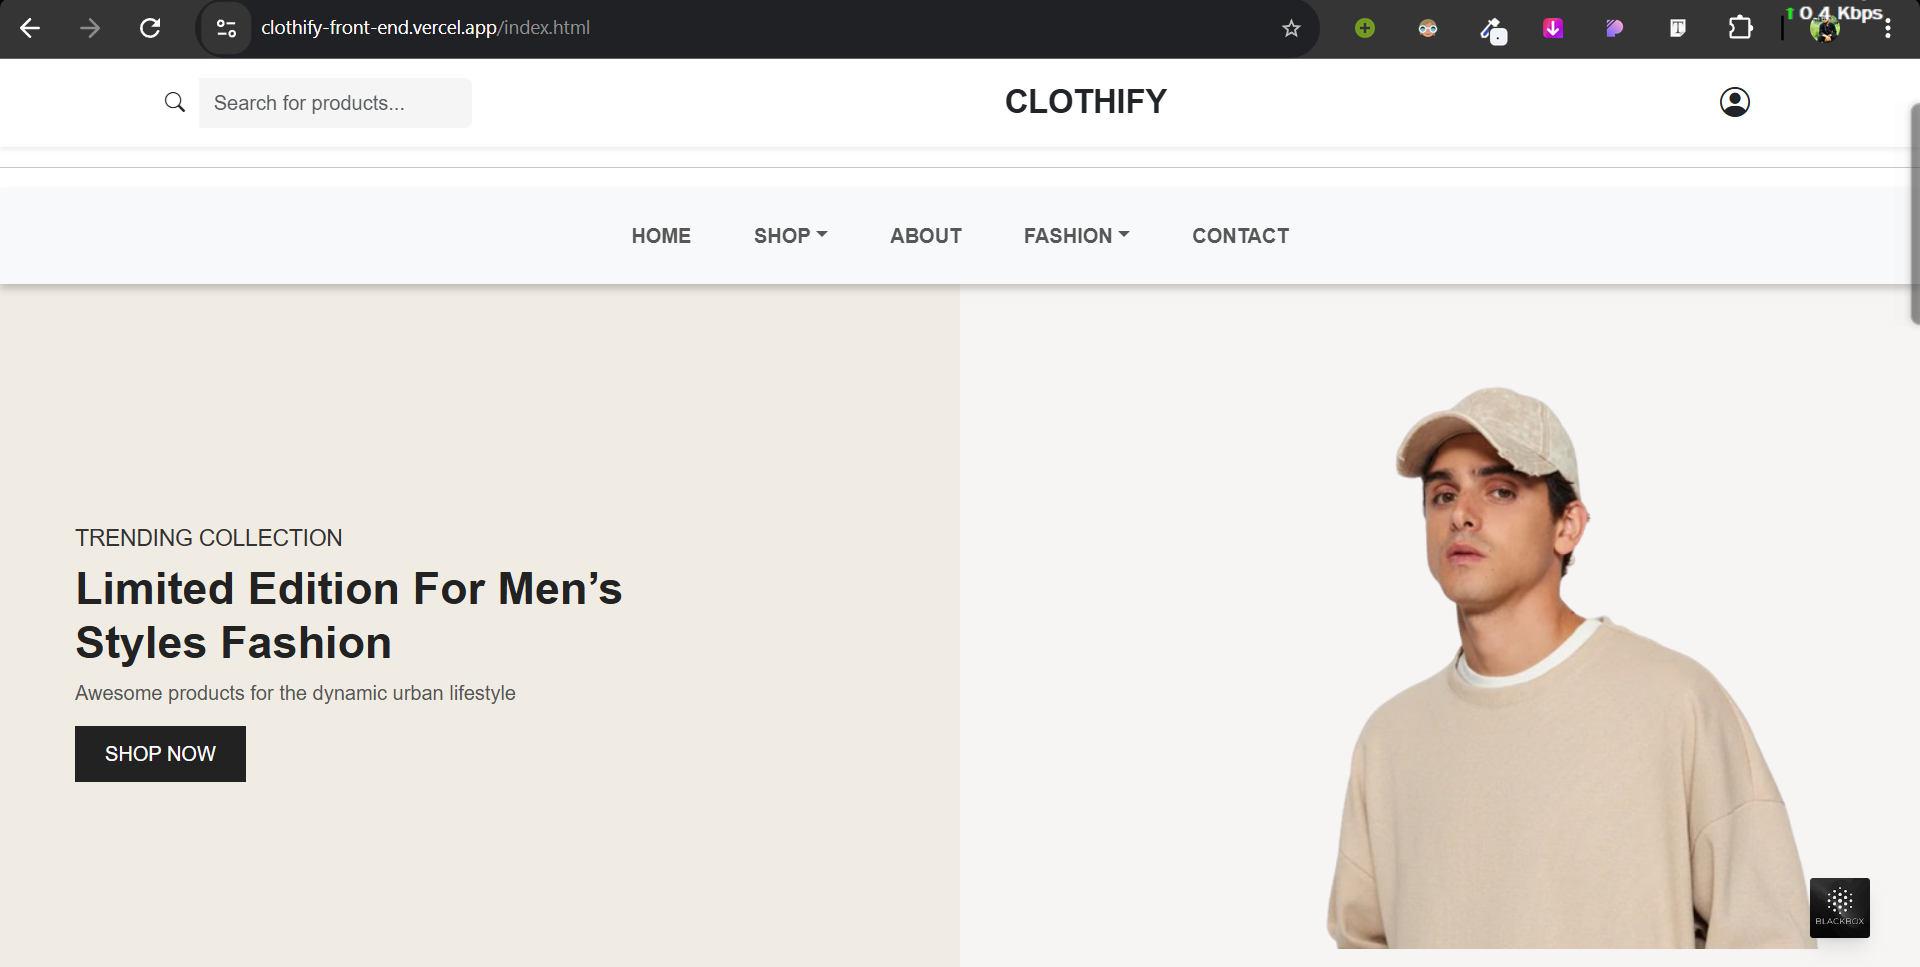 clothify-front-end.vercel.app/index.html
0.4 Kbps
Search for products...
CLOTHIFY
HOME SHOP ABOUT FASHION CONTACT
TRENDING COLLECTION
Limited Edition For Men’s
Styles Fashion
Awesome products for the dynamic urban lifestyle
SHOP NOW
BLACKBOX